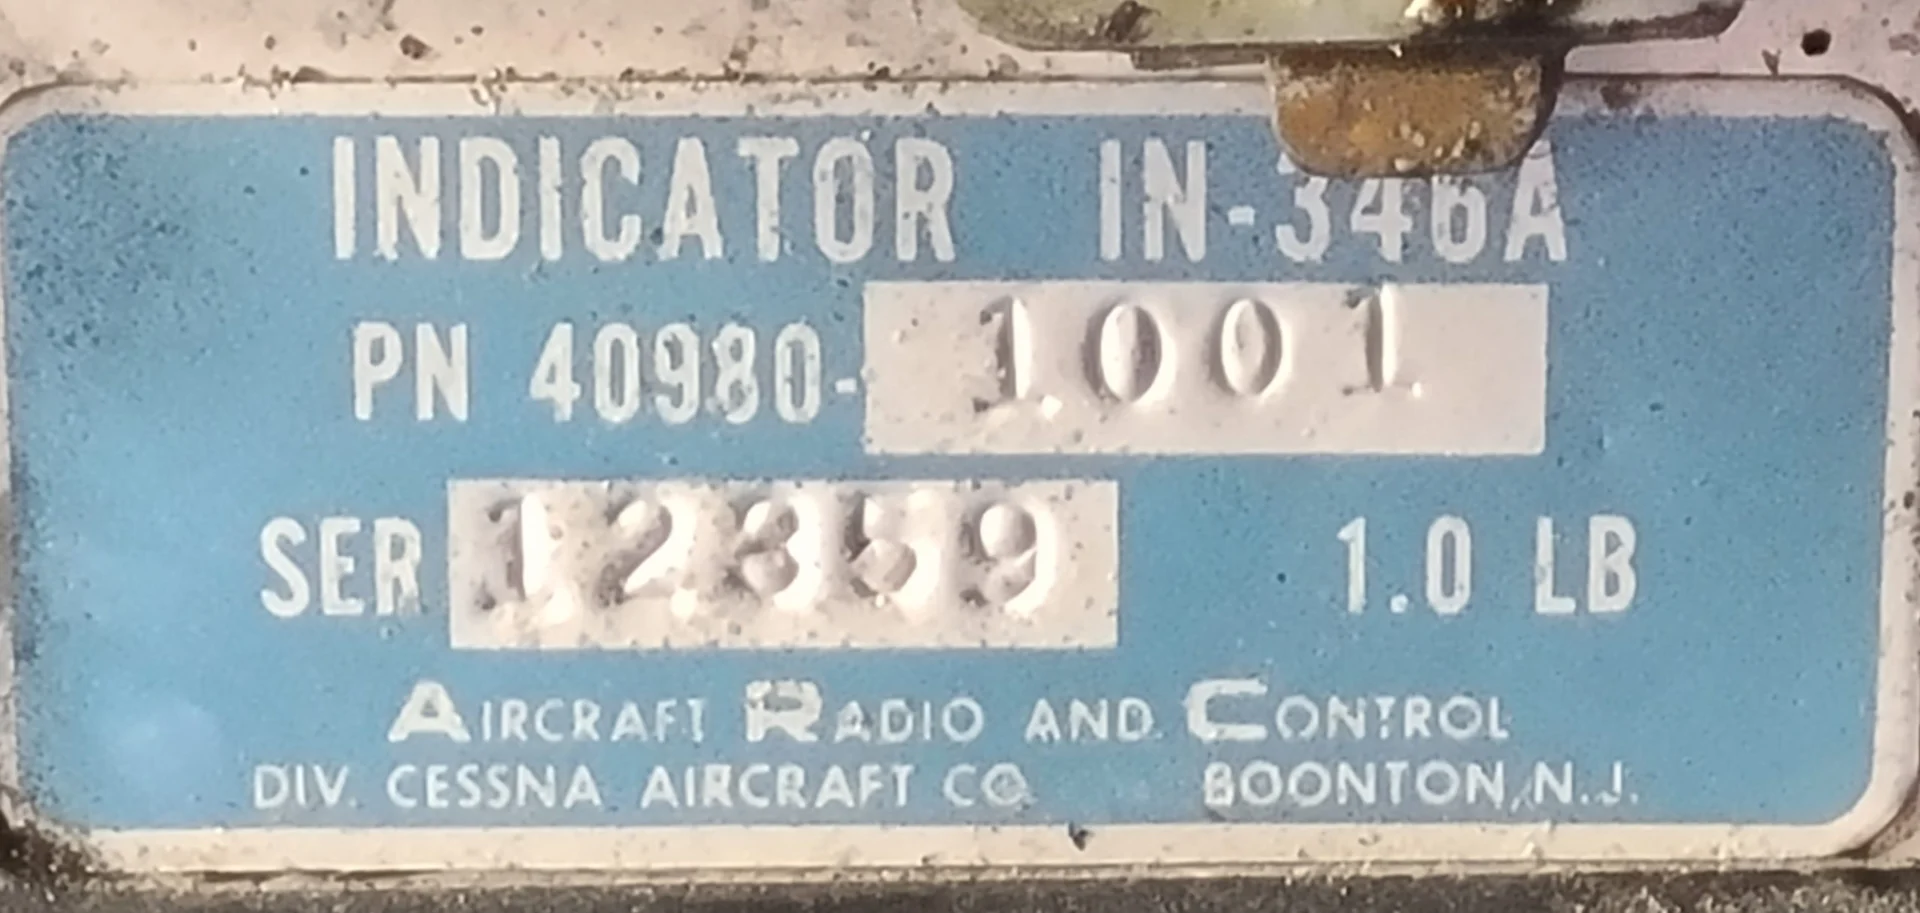 INDICATOR IN-346A
PN 40980-1001
SER 12359 1.0 LB
AIRCRAFT RADIO AND CONTROL
DIV. CESSNA AIRCRAFT CO. BOONTON, N.J.